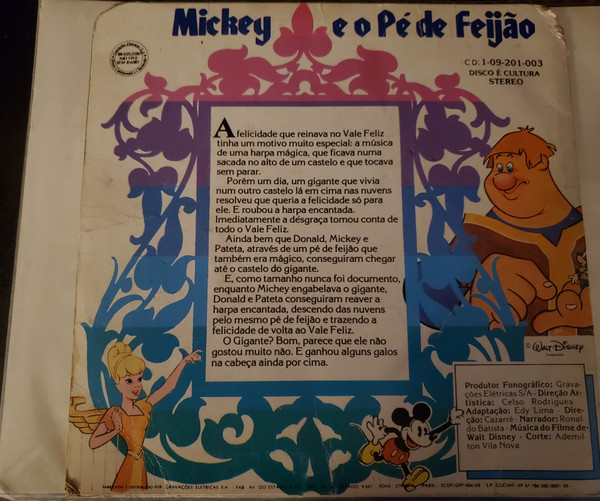 Mickey e o Pé de Feijão
CD: 1-09-201-003
DISCO É CULTURA
STEREO
A felicidade que reinava no Vale Feliz
tinha um motivo muito especial: a música
de uma harpa mágica, que ficava numa
sacada no alto de um castelo e que tocava
sem parar.
Porém um dia, um gigante que vivia
num outro castelo lá em cima nas nuvens
resolveu que queria a felicidade só para
ele. E roubou a harpa encantada.
Imediatamente a désgraça tomou conta de
todo o Vale Feliz.
Ainda bem que Donald, Mickey e
Pateta, através de um pé de feijão que
também era mágico, conseguiram chegar
até o castelo do gigante.
E, como tamanho nunca foi documento,
enquanto Michey engabelava o gigante,
Donald e Pateta conseguiram reaver a
harpa encantada, descendo das nuvens
pelo mesmo pé de feijão e trazendo a
felicidade de volta ao Vale Feliz.
O Gigante? Bom, parece que ele não
gostou muito não. E ganhou alguns galos
na cabeça ainda por cima.
© WALT DISNEY
Produtor Fonográfico: Grava-
ções Elétricas S/A - Direção Ar-
tística: Celso Rodrigues
Adaptação: Edy Lima - Dire-
ção: Cazarré - Narrador: Ronal-
do Batista - Música do Filme de
Walt Disney - Corte: Ademil-
ton Vila Nova
FABRICADO E DISTRIBUIDO POR GRAVAÇÕES ELETRICAS S.A.